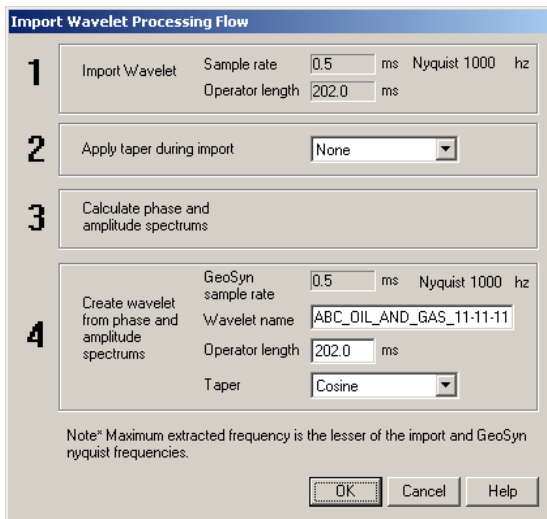 Import Wavelet Processing Flow
1
Import Wavelet
Sample rate 0.5 ms Nyquist 1000 hz
Operator length 202.0 ms
2
Apply taper during import None
3
Calculate phase and
amplitude spectrums
4
Create wavelet
from phase and
amplitude
spectrums
GeoSyn
sample rate 0.5 ms Nyquist 1000 hz
Wavelet name ABC_OIL_AND_GAS_11-11-11
Operator length 202.0 ms
Taper Cosine
Note* Maximum extracted frequency is the lesser of the import and GeoSyn
nyquist frequencies.
OK Cancel Help